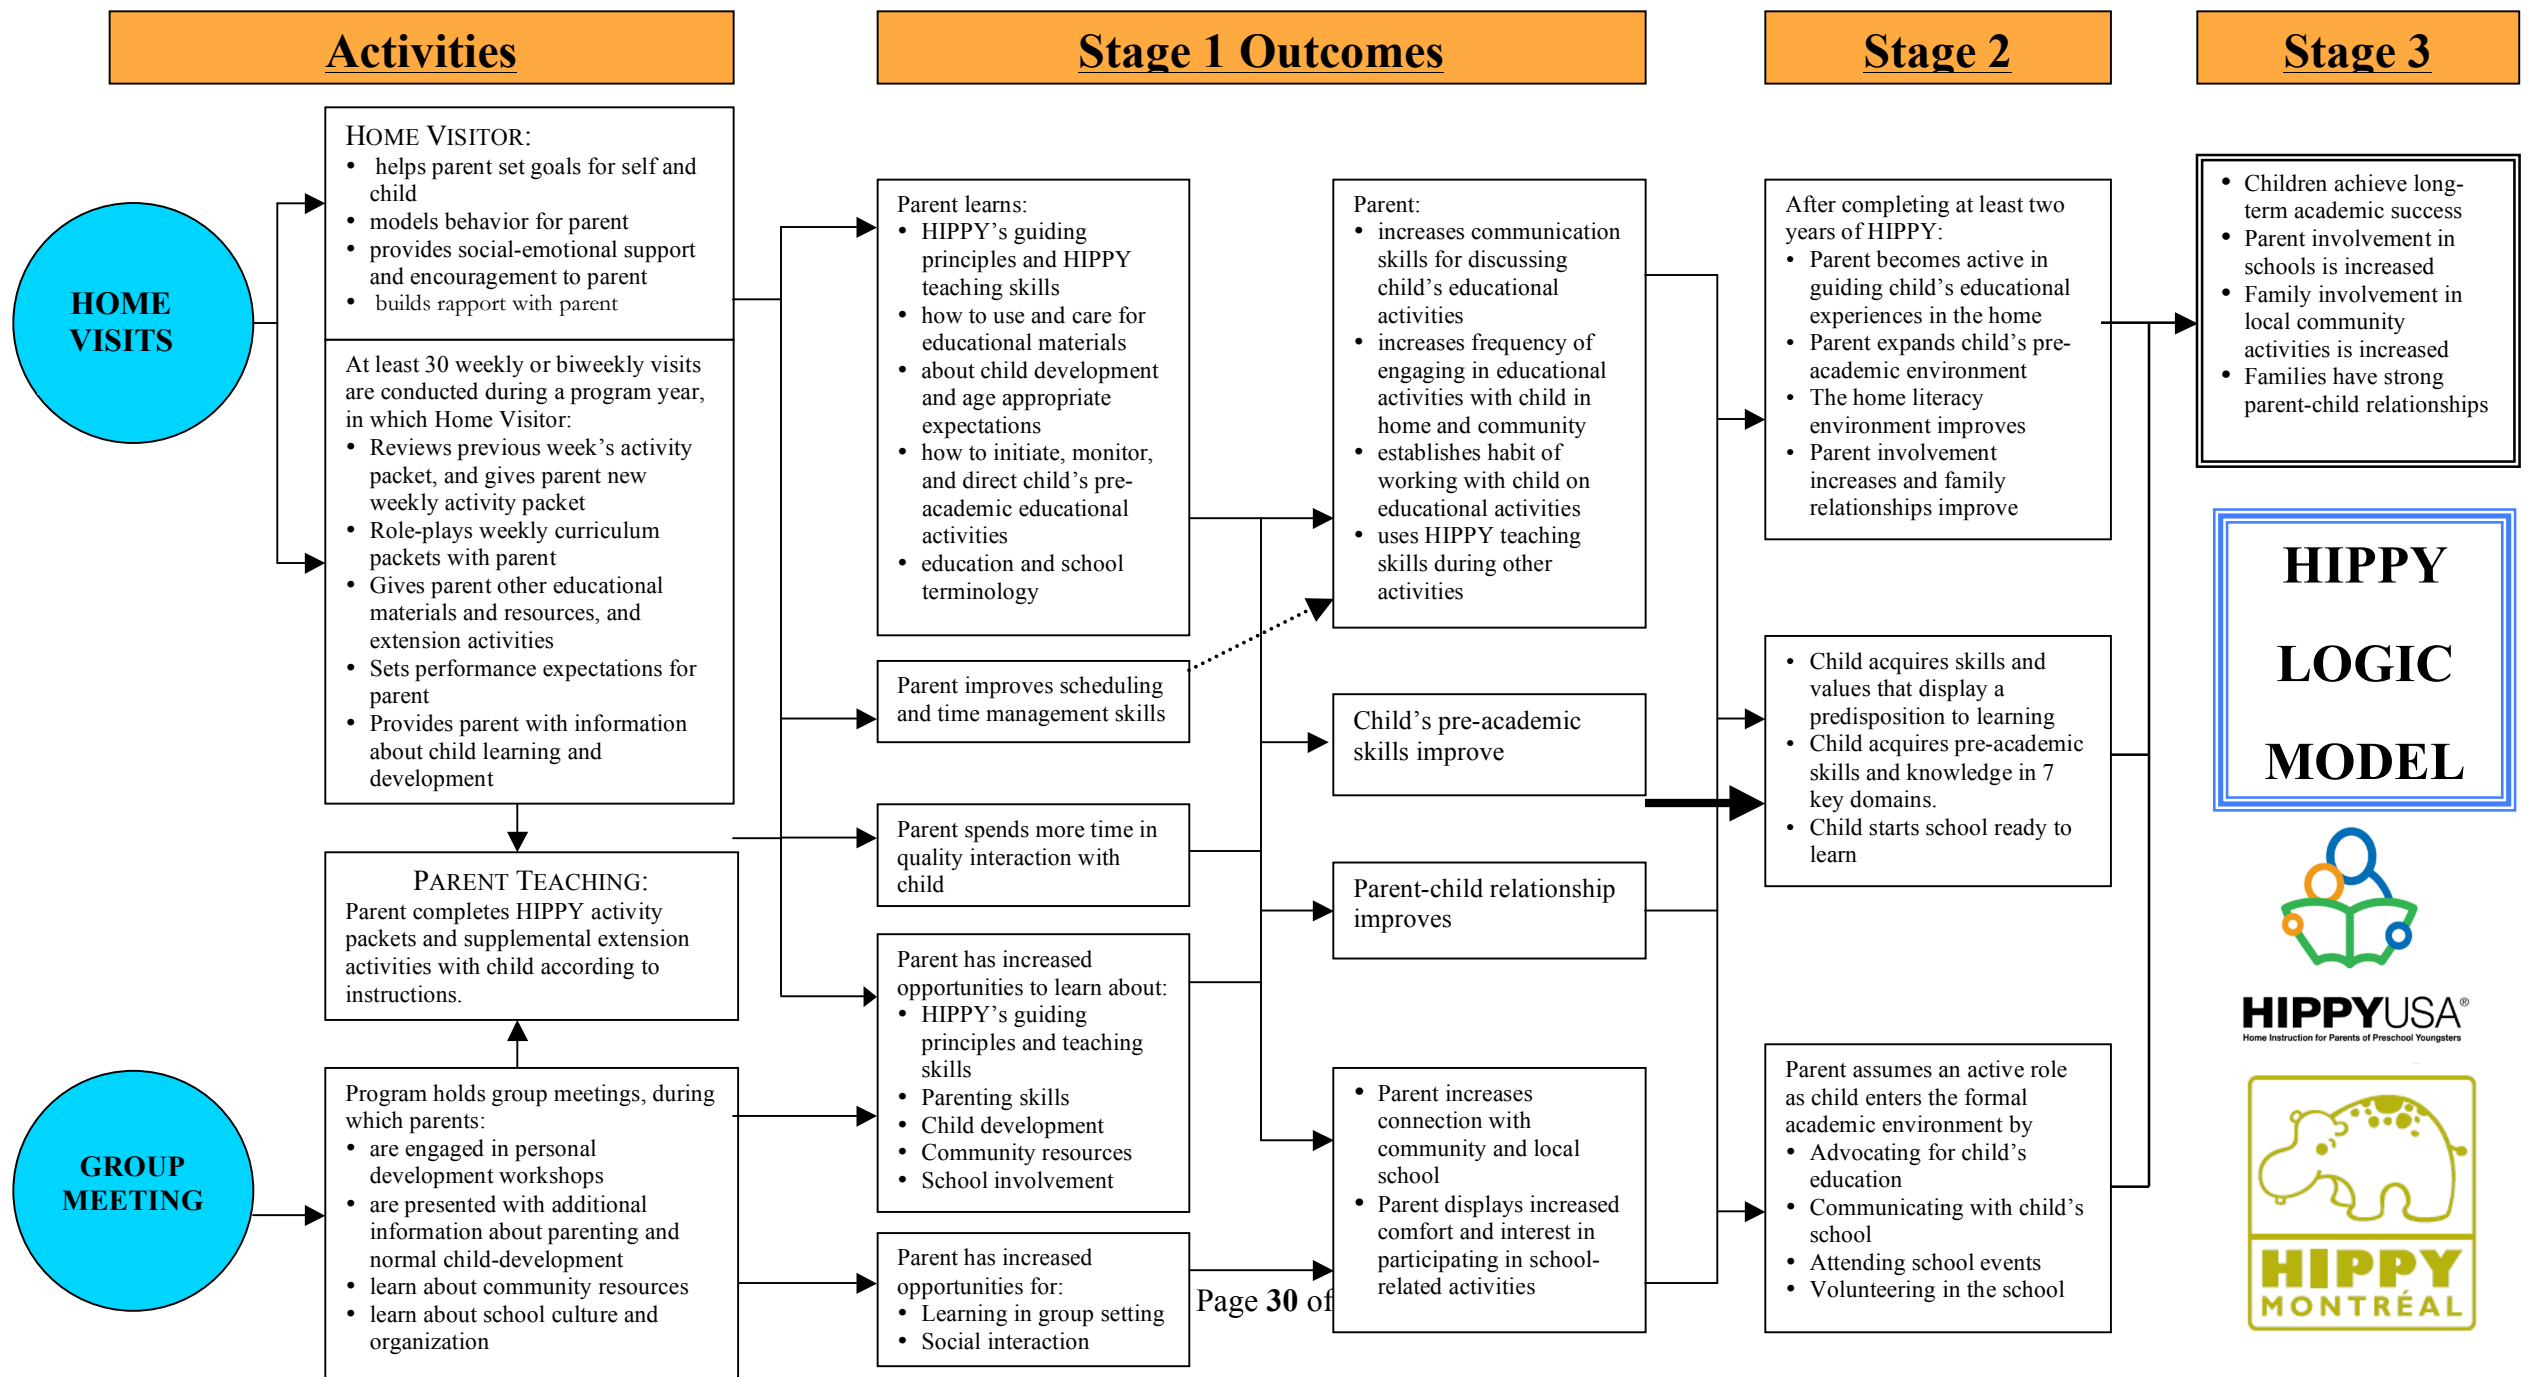 Activities
Stage 1 Outcomes
Stage 2
Stage 3
HOME
VISITS
HOME VISITOR:
• helps parent set goals for self and
child
• models behavior for parent
• provides social-emotional support
and encouragement to parent
• builds rapport with parent
At least 30 weekly or biweekly visits
are conducted during a program year,
in which Home Visitor:
• Reviews previous week’s activity
packet, and gives parent new
weekly activity packet
• Role-plays weekly curriculum
packets with parent
• Gives parent other educational
materials and resources, and
extension activities
• Sets performance expectations for
parent
• Provides parent with information
about child learning and
development
PARENT TEACHING:
Parent completes HIPPY activity
packets and supplemental extension
activities with child according to
instructions.
GROUP
MEETING
Program holds group meetings, during
which parents:
• are engaged in personal
development workshops
• are presented with additional
information about parenting and
normal child-development
• learn about community resources
• learn about school culture and
organization
Parent learns:
• HIPPY’s guiding
principles and HIPPY
teaching skills
• how to use and care for
educational materials
• about child development
and age appropriate
expectations
• how to initiate, monitor,
and direct child’s pre-
academic educational
activities
• education and school
terminology
Parent improves scheduling
and time management skills
Parent spends more time in
quality interaction with
child
Parent has increased
opportunities to learn about:
• HIPPY’s guiding
principles and teaching
skills
• Parenting skills
• Child development
• Community resources
• School involvement
Parent has increased
opportunities for:
• Learning in group setting
• Social interaction
Page 30 of
Parent:
• increases communication
skills for discussing
child’s educational
activities
• increases frequency of
engaging in educational
activities with child in
home and community
• establishes habit of
working with child on
educational activities
• uses HIPPY teaching
skills during other
activities
Child’s pre-academic
skills improve
Parent-child relationship
improves
• Parent increases
connection with
community and local
school
• Parent displays increased
comfort and interest in
participating in school-
related activities
After completing at least two
years of HIPPY:
• Parent becomes active in
guiding child’s educational
experiences in the home
• Parent expands child’s pre-
academic environment
• The home literacy
environment improves
• Parent involvement
increases and family
relationships improve
• Child acquires skills and
values that display a
predisposition to learning
• Child acquires pre-academic
skills and knowledge in 7
key domains.
• Child starts school ready to
learn
Parent assumes an active role
as child enters the formal
academic environment by
• Advocating for child’s
education
• Communicating with child’s
school
• Attending school events
• Volunteering in the school
• Children achieve long-
term academic success
• Parent involvement in
schools is increased
• Family involvement in
local community
activities is increased
• Families have strong
parent-child relationships
HIPPY
LOGIC
MODEL
HIPPYUSA®
Home Instruction for Parents of Preschool Youngsters
HIPPY
MONTRÉAL